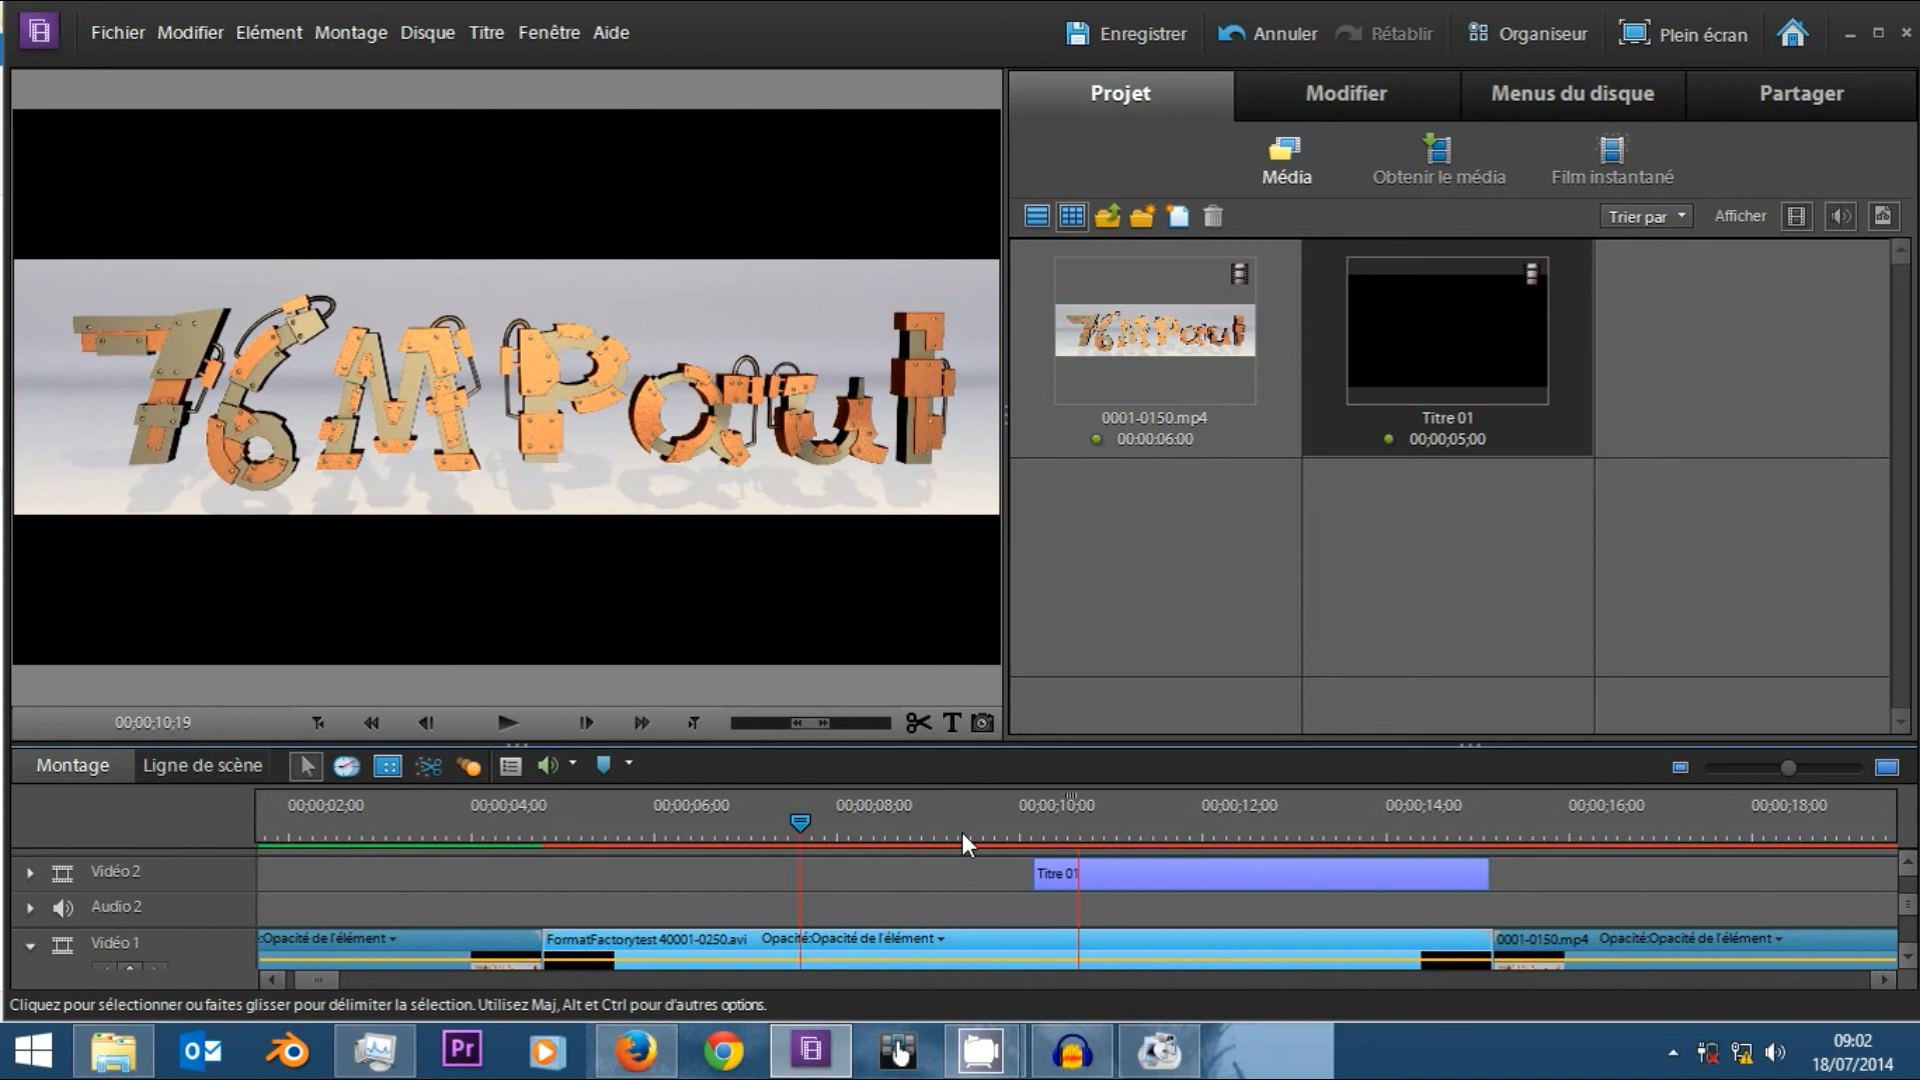 Fichier Modifier Elément Montage Disque Titre Fenêtre Aide
Enregistrer Annuler Rétablir Organiseur Plein écran
Projet Modifier Menus du disque Partager
Média Obtenir le média Film instantané
Trier par Afficher
76MPaul
76MPaul
0001-0150.mp4 Titre 01
00:00:06:00 00;00;05;00
00;00;10;19 T
Montage Ligne de scène
00;00;02;00 00;00;04;00 00;00;06;00 00;00;08;00 00;00;10;00 00;00;12;00 00;00;14;00 00;00;16;00 00;00;18;00
Vidéo 2 Titre 01
Audio 2
Vidéo 1 :Opacité de l'élément FormatFactorytest 40001-0250.avi Opacité:Opacité de l'élément 0001-0150.mp4 Opacité:Opacité de l'élément
Cliquez pour sélectionner ou faites glisser pour délimiter la sélection. Utilisez Maj, Alt et Ctrl pour d'autres options.
Pr
09:02
18/07/2014